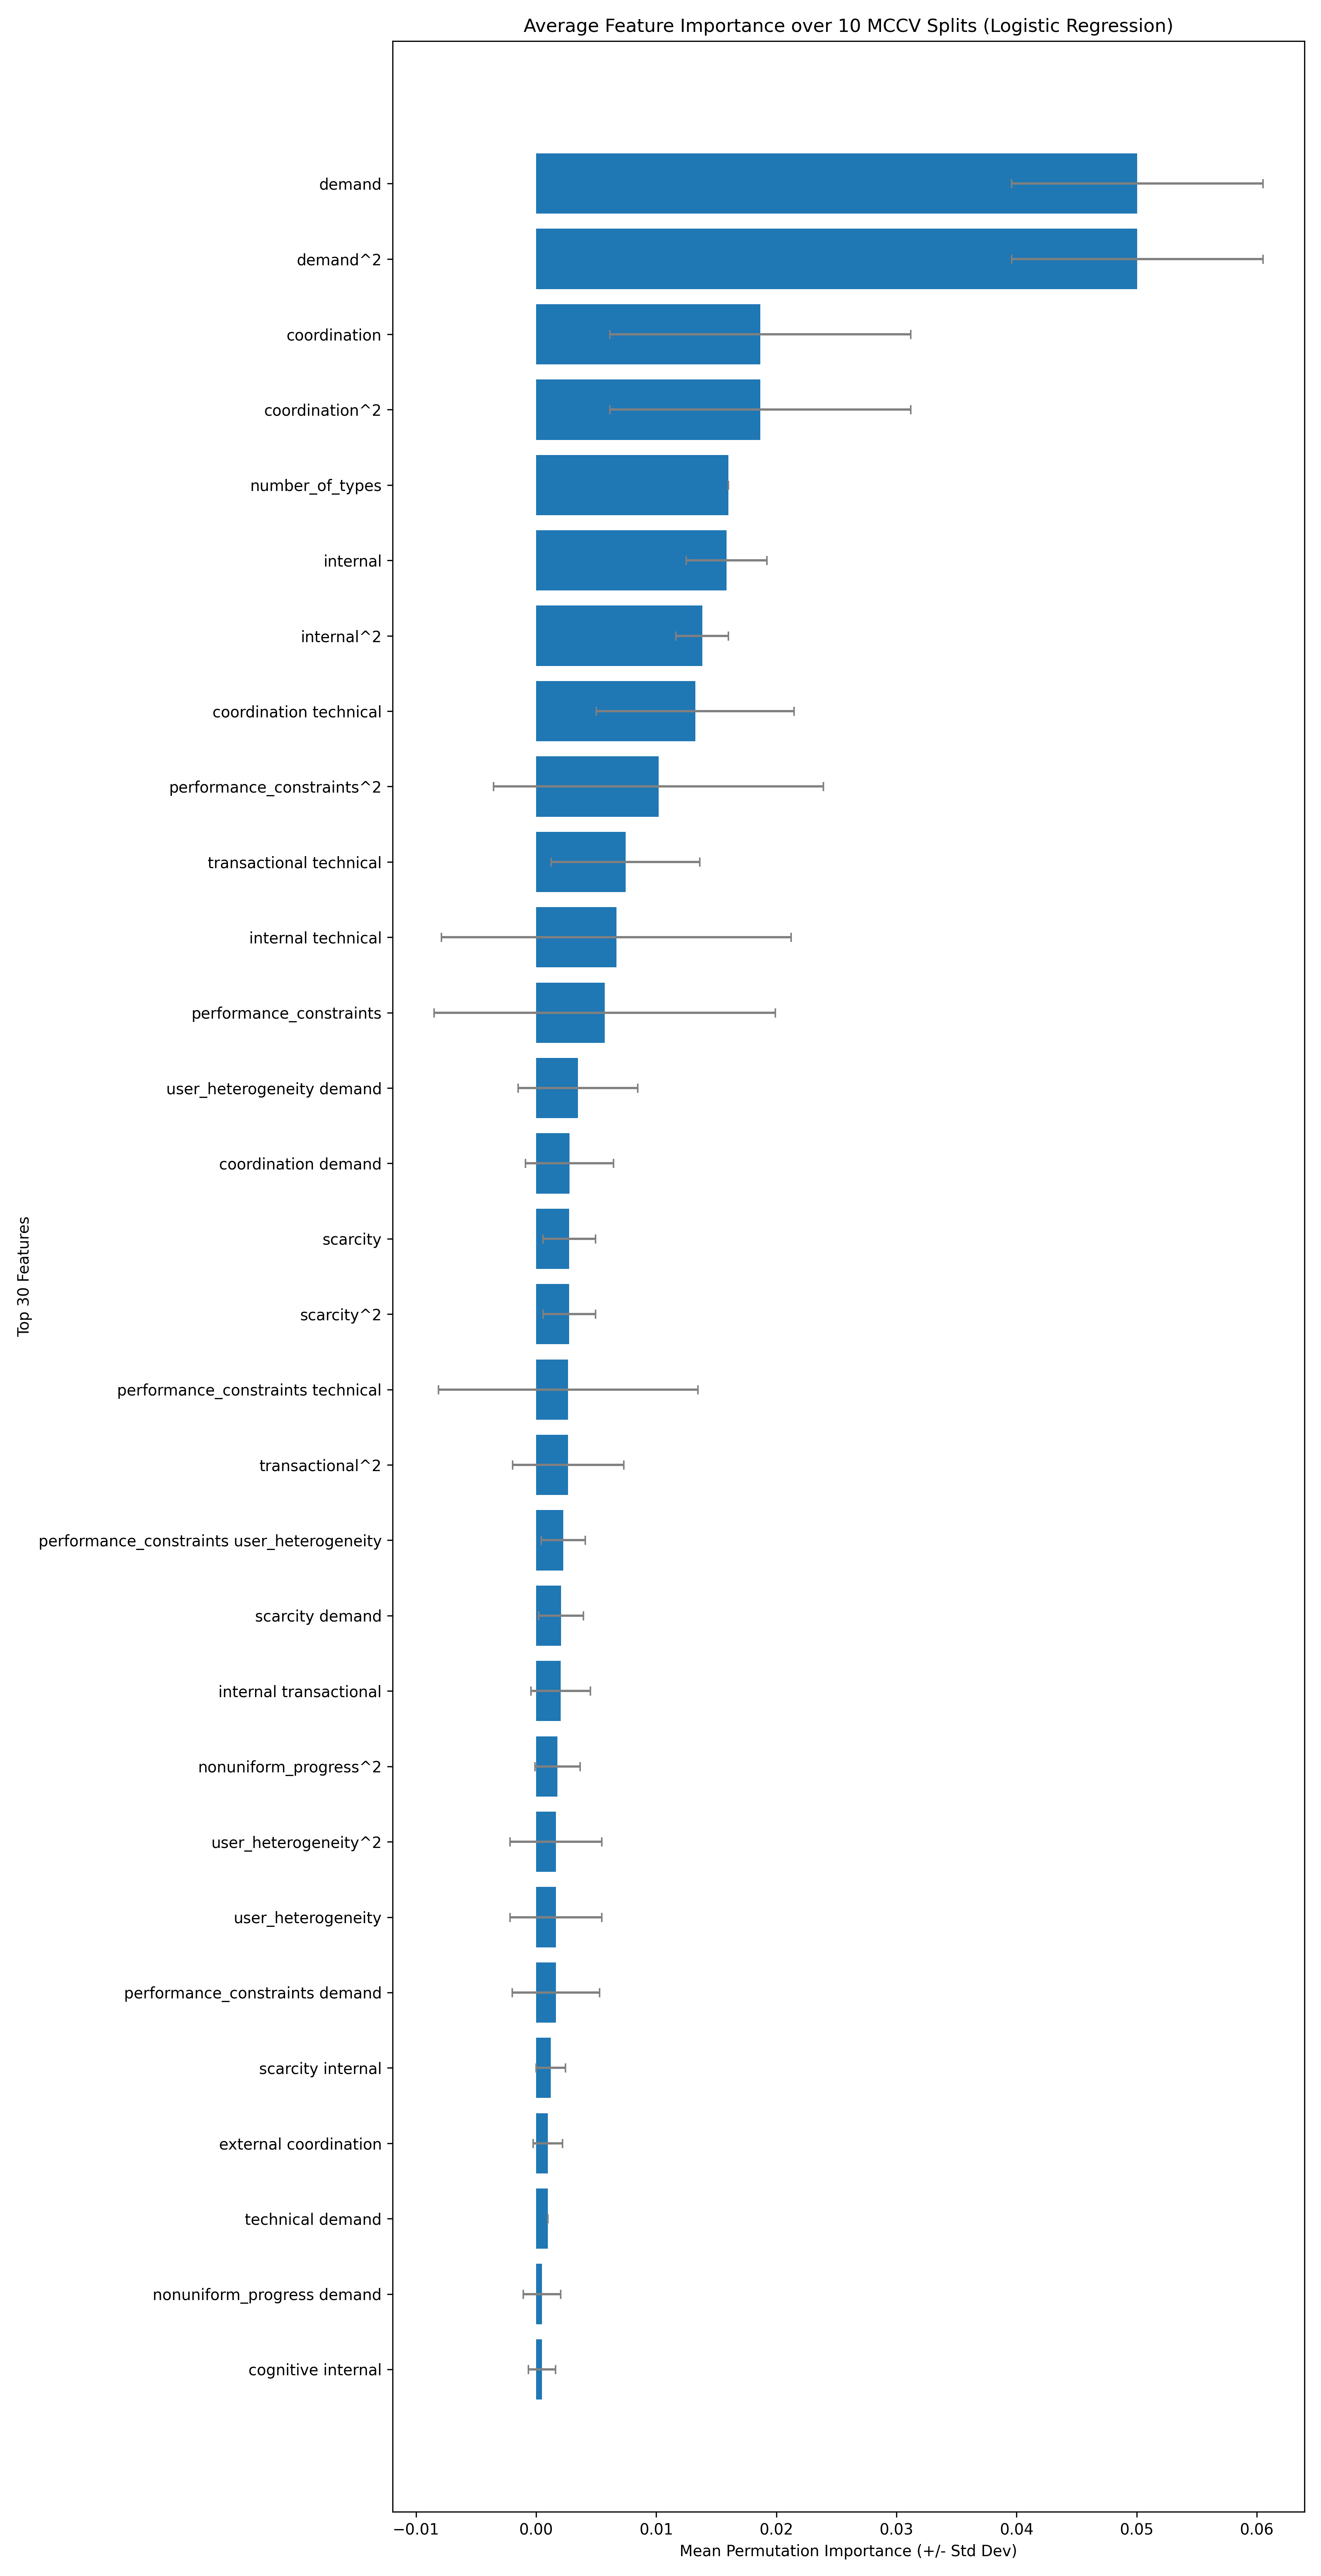 Average Feature Importance over 10 MCCV Splits (Logistic Regression)
Top 30 Features
demand
demand^2
coordination
coordination^2
number_of_types
internal
internal^2
coordination technical
performance_constraints^2
transactional technical
internal technical
performance_constraints
user_heterogeneity demand
coordination demand
scarcity
scarcity^2
performance_constraints technical
transactional^2
performance_constraints user_heterogeneity
scarcity demand
internal transactional
nonuniform_progress^2
user_heterogeneity^2
user_heterogeneity
performance_constraints demand
scarcity internal
external coordination
technical demand
nonuniform_progress demand
cognitive internal
−0.01 0.00 0.01 0.02 0.03 0.04 0.05 0.06
Mean Permutation Importance (+/- Std Dev)